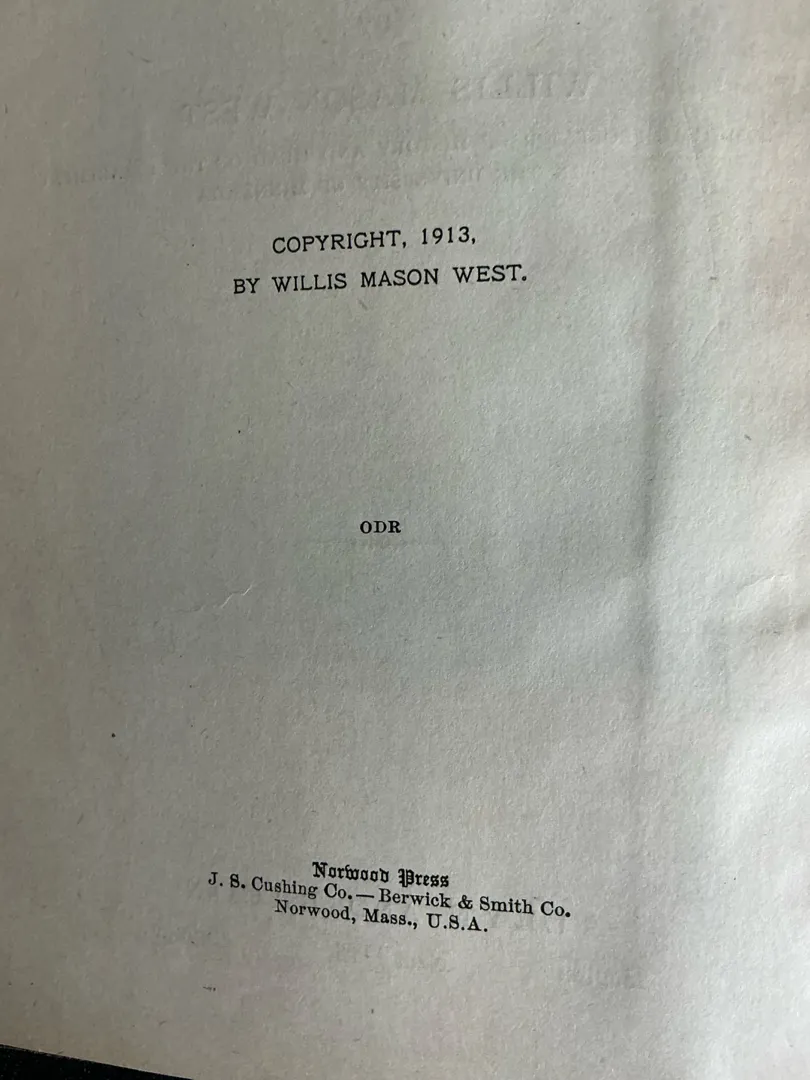 COPYRIGHT, 1913,
BY WILLIS MASON WEST.
ODR
Norwood Press
J. S. Cushing Co. — Berwick & Smith Co.
Norwood, Mass., U.S.A.